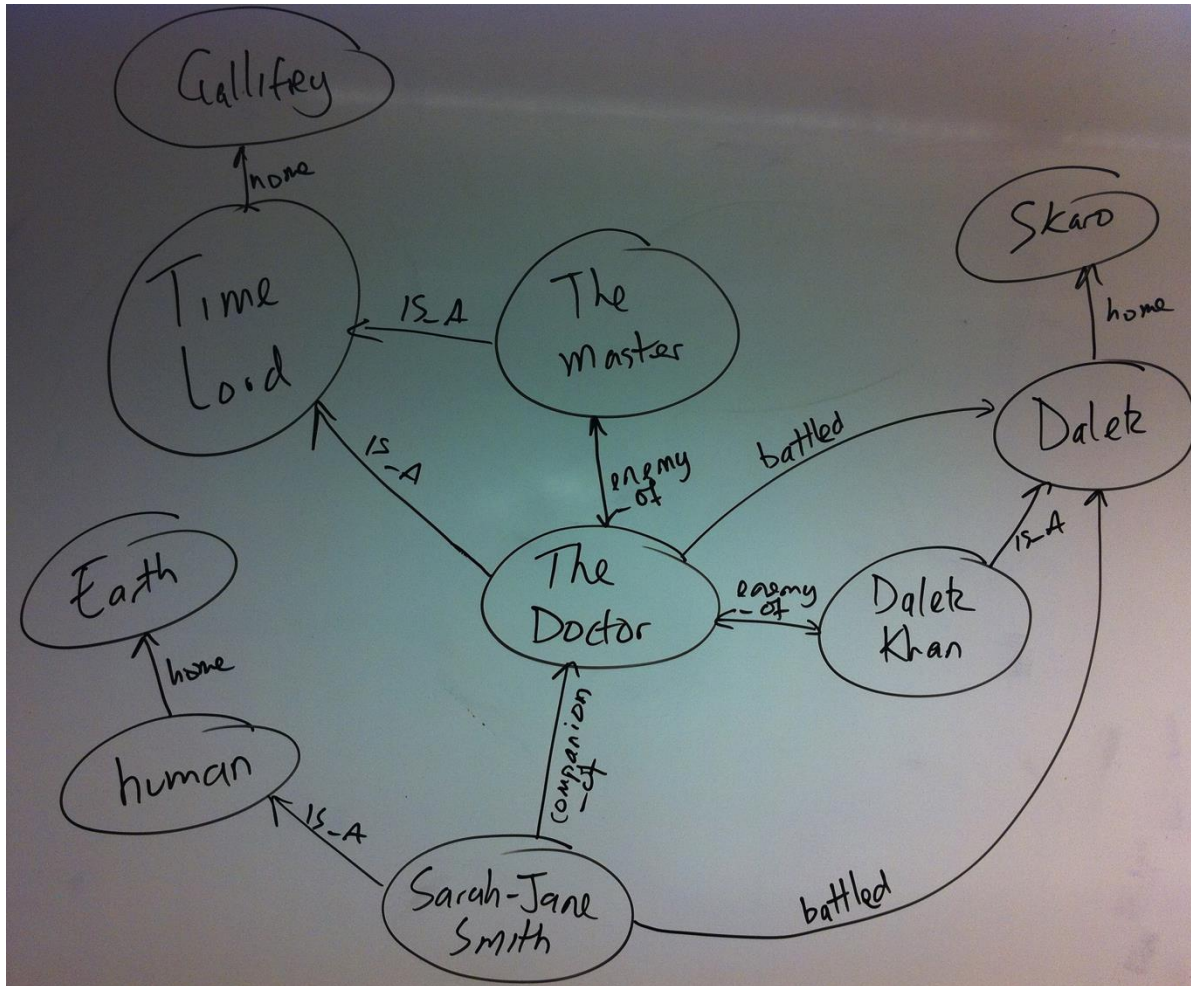 Gallifrey
home
Time
Lord
IS_A
The
master
Skaro
home
Dalek
battled
enemy
_of
IS_A
The
Doctor
enemy
_of
Dalek
Khan
IS_A
Earth
home
human
IS_A
companion
_of
Sarah-Jane
Smith
battled